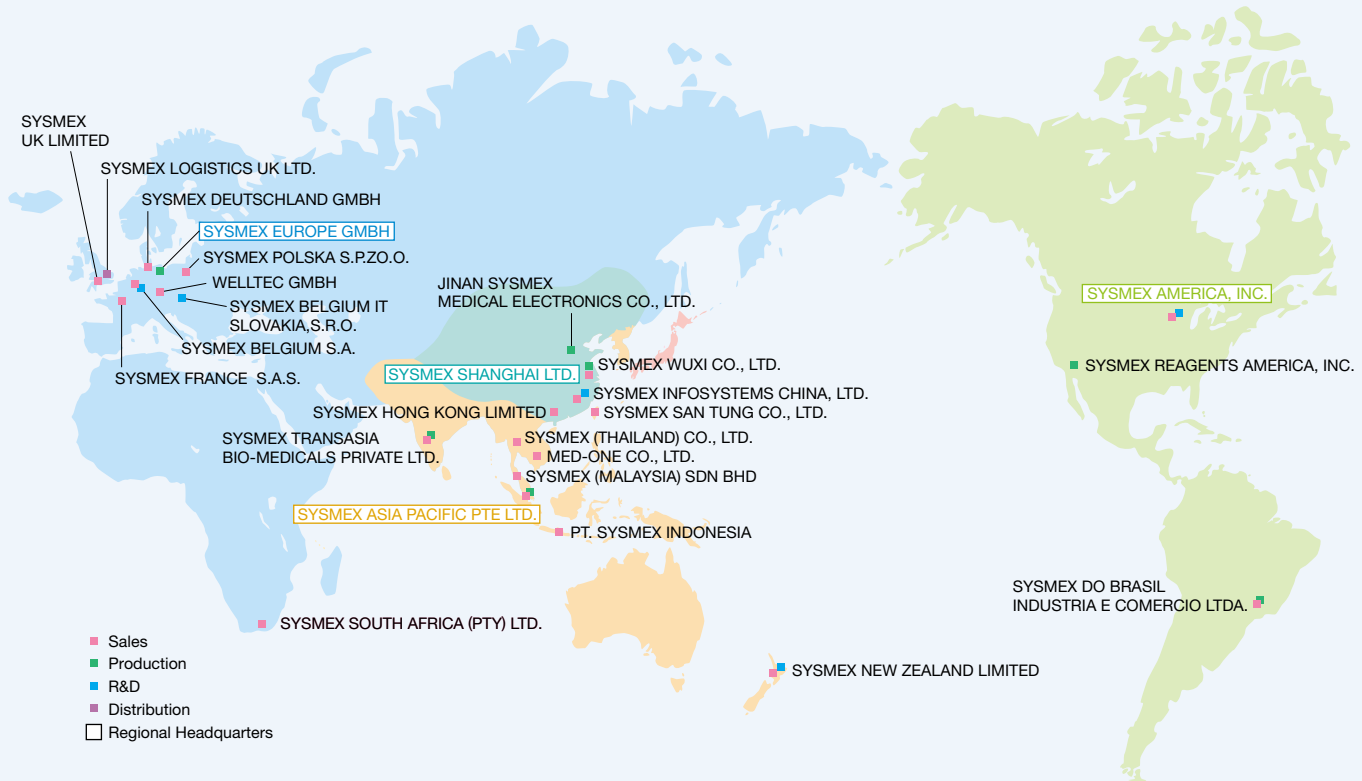 SYSMEX
UK LIMITED
SYSMEX LOGISTICS UK LTD.
SYSMEX DEUTSCHLAND GMBH
SYSMEX EUROPE GMBH
SYSMEX POLSKA S.P.ZO.O.
WELLTEC GMBH
SYSMEX BELGIUM IT
SLOVAKIA,S.R.O.
SYSMEX BELGIUM S.A.
SYSMEX FRANCE S.A.S.
JINAN SYSMEX
MEDICAL ELECTRONICS CO., LTD.
SYSMEX WUXI CO., LTD.
SYSMEX SHANGHAI LTD.
SYSMEX INFOSYSTEMS CHINA, LTD.
SYSMEX HONG KONG LIMITED
SYSMEX SAN TUNG CO., LTD.
SYSMEX TRANSASIA
BIO-MEDICALS PRIVATE LTD.
SYSMEX (THAILAND) CO., LTD.
MED-ONE CO., LTD.
SYSMEX (MALAYSIA) SDN BHD
SYSMEX ASIA PACIFIC PTE LTD.
PT. SYSMEX INDONESIA
SYSMEX AMERICA, INC.
SYSMEX REAGENTS AMERICA, INC.
SYSMEX DO BRASIL
INDUSTRIA E COMERCIO LTDA.
SYSMEX SOUTH AFRICA (PTY) LTD.
SYSMEX NEW ZEALAND LIMITED
Sales
Production
R&D
Distribution
Regional Headquarters